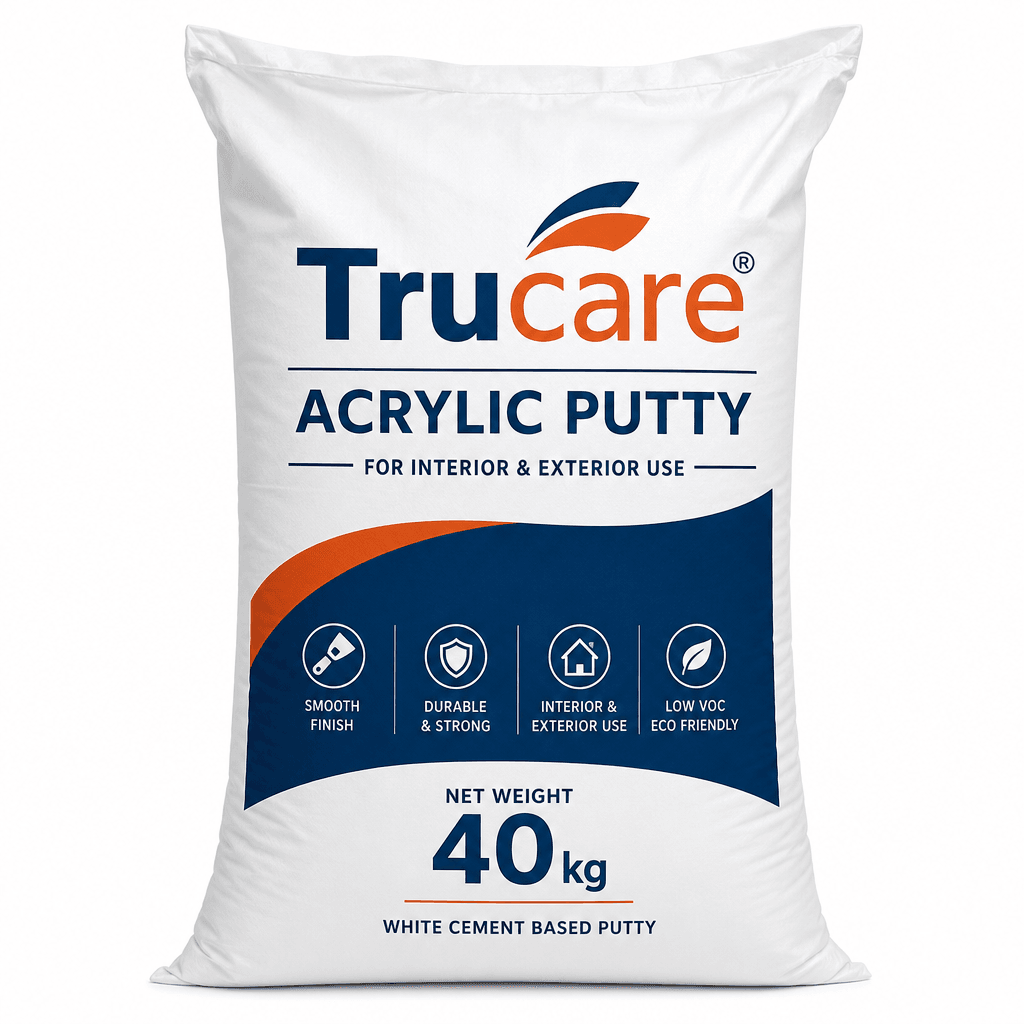 Trucare®
ACRYLIC PUTTY
FOR INTERIOR & EXTERIOR USE
SMOOTH
FINISH
DURABLE
& STRONG
INTERIOR &
EXTERIOR USE
LOW VOC
ECO FRIENDLY
NET WEIGHT
40 kg
WHITE CEMENT BASED PUTTY